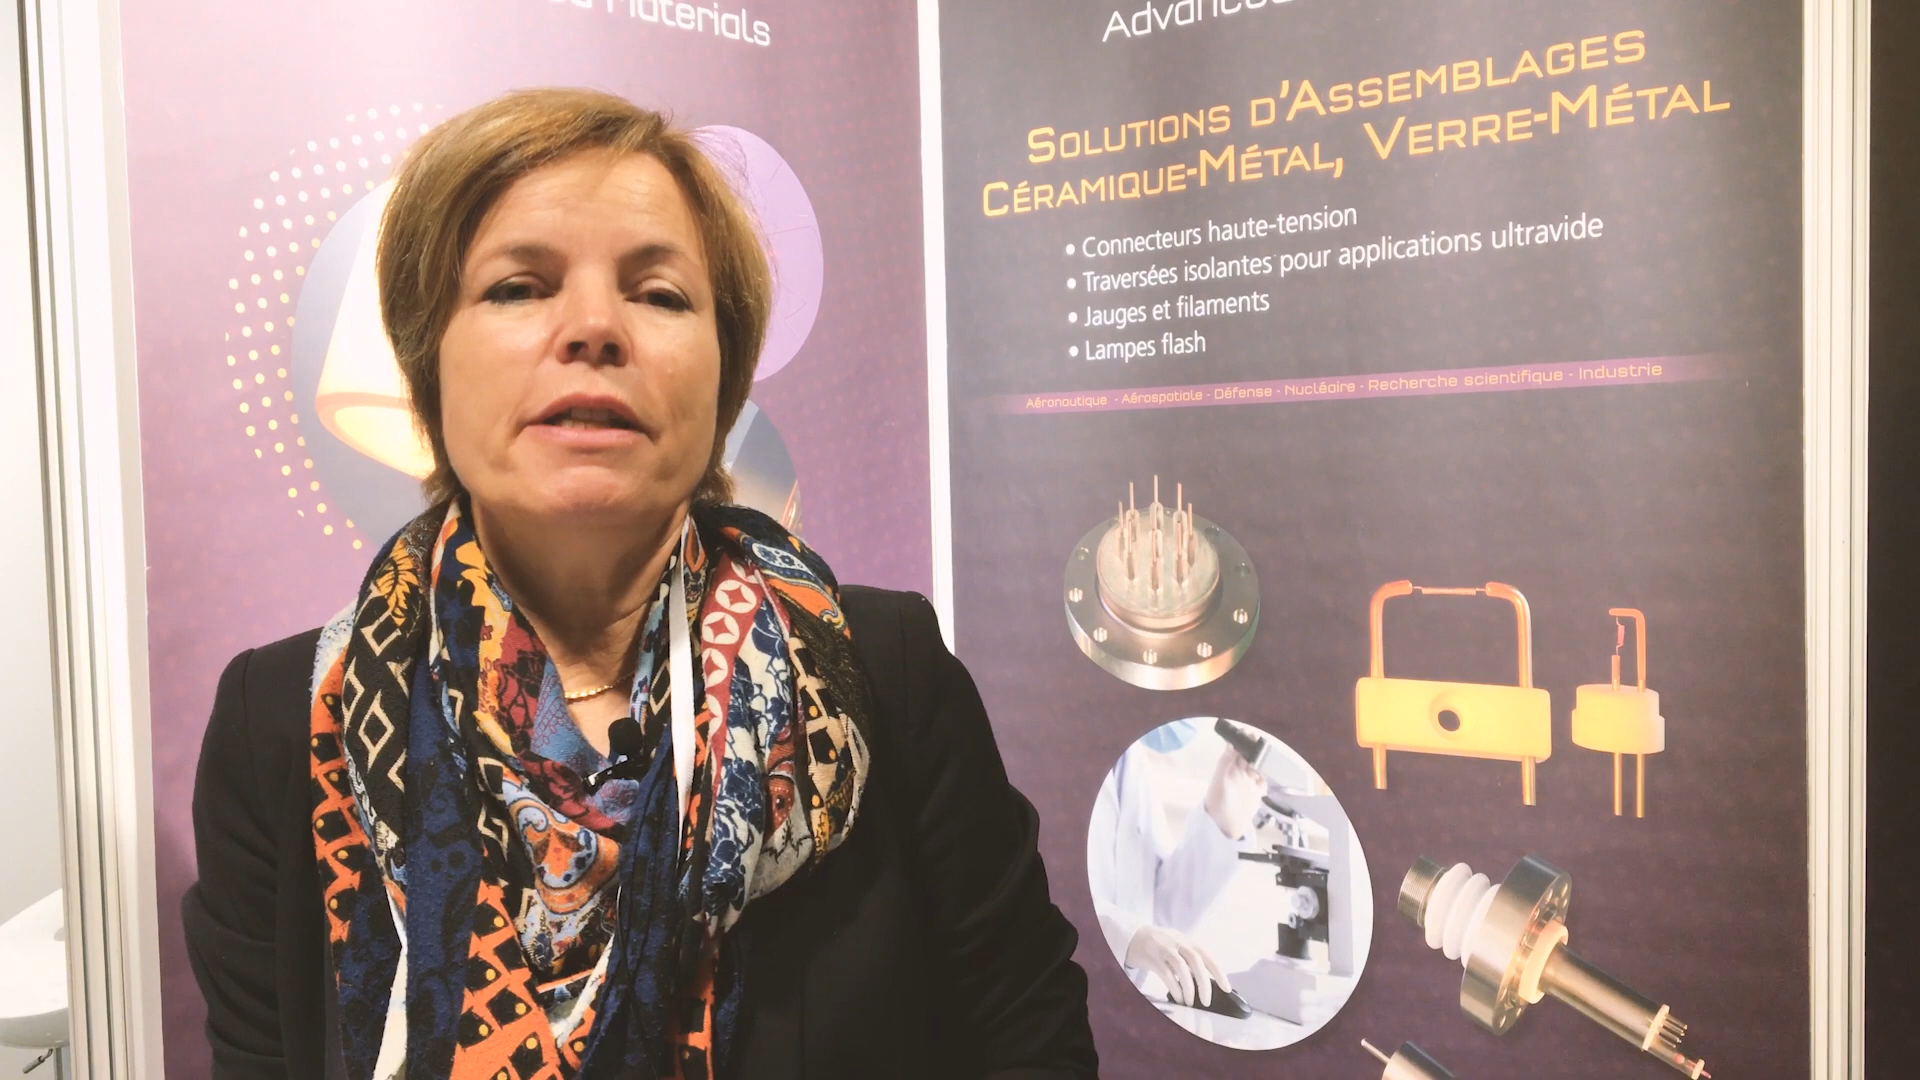 Materials
Advanced
SOLUTIONS D'ASSEMBLAGES
CÉRAMIQUE-MÉTAL, VERRE-MÉTAL
• Connecteurs haute-tension
• Traversées isolantes pour applications ultravide
• Jauges et filaments
• Lampes flash
Aéronautique - Aérospatiale - Défense - Nucléaire - Recherche scientifique - Industrie